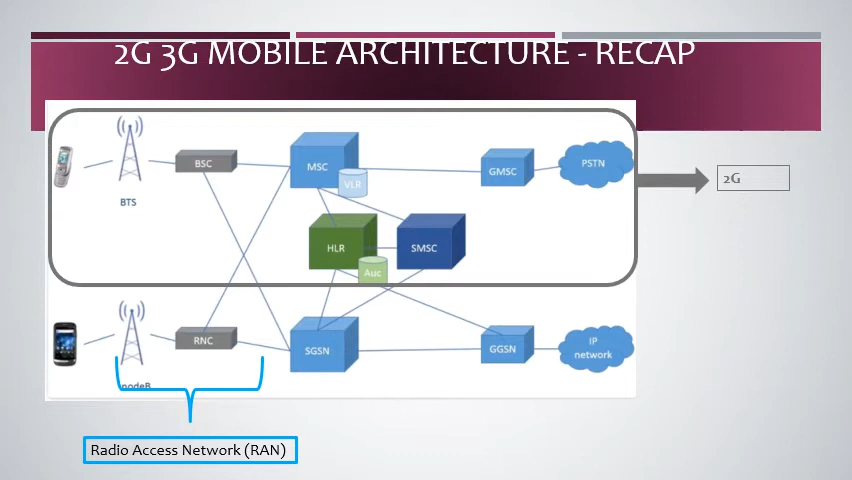 2G 3G MOBILE ARCHITECTURE - RECAP
BSC
MSC
VLR
GMSC
PSTN
2G
BTS
HLR
SMSC
Auc
RNC
SGSN
GGSN
IP
network
nodeB
Radio Access Network (RAN)